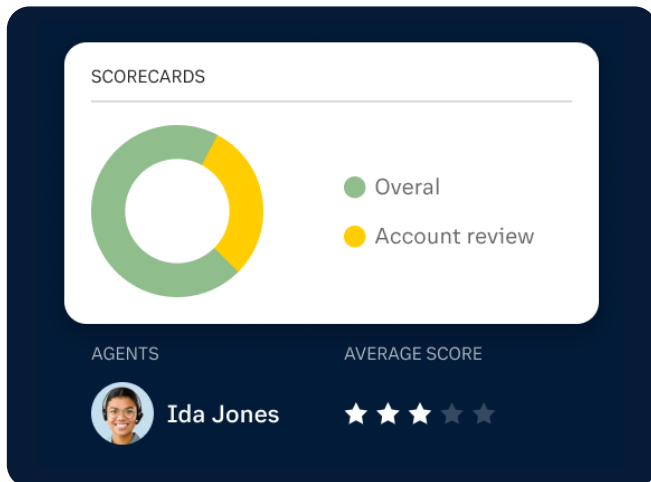 SCORECARDS
Overal
Account review
AGENTS
AVERAGE SCORE
Ida Jones